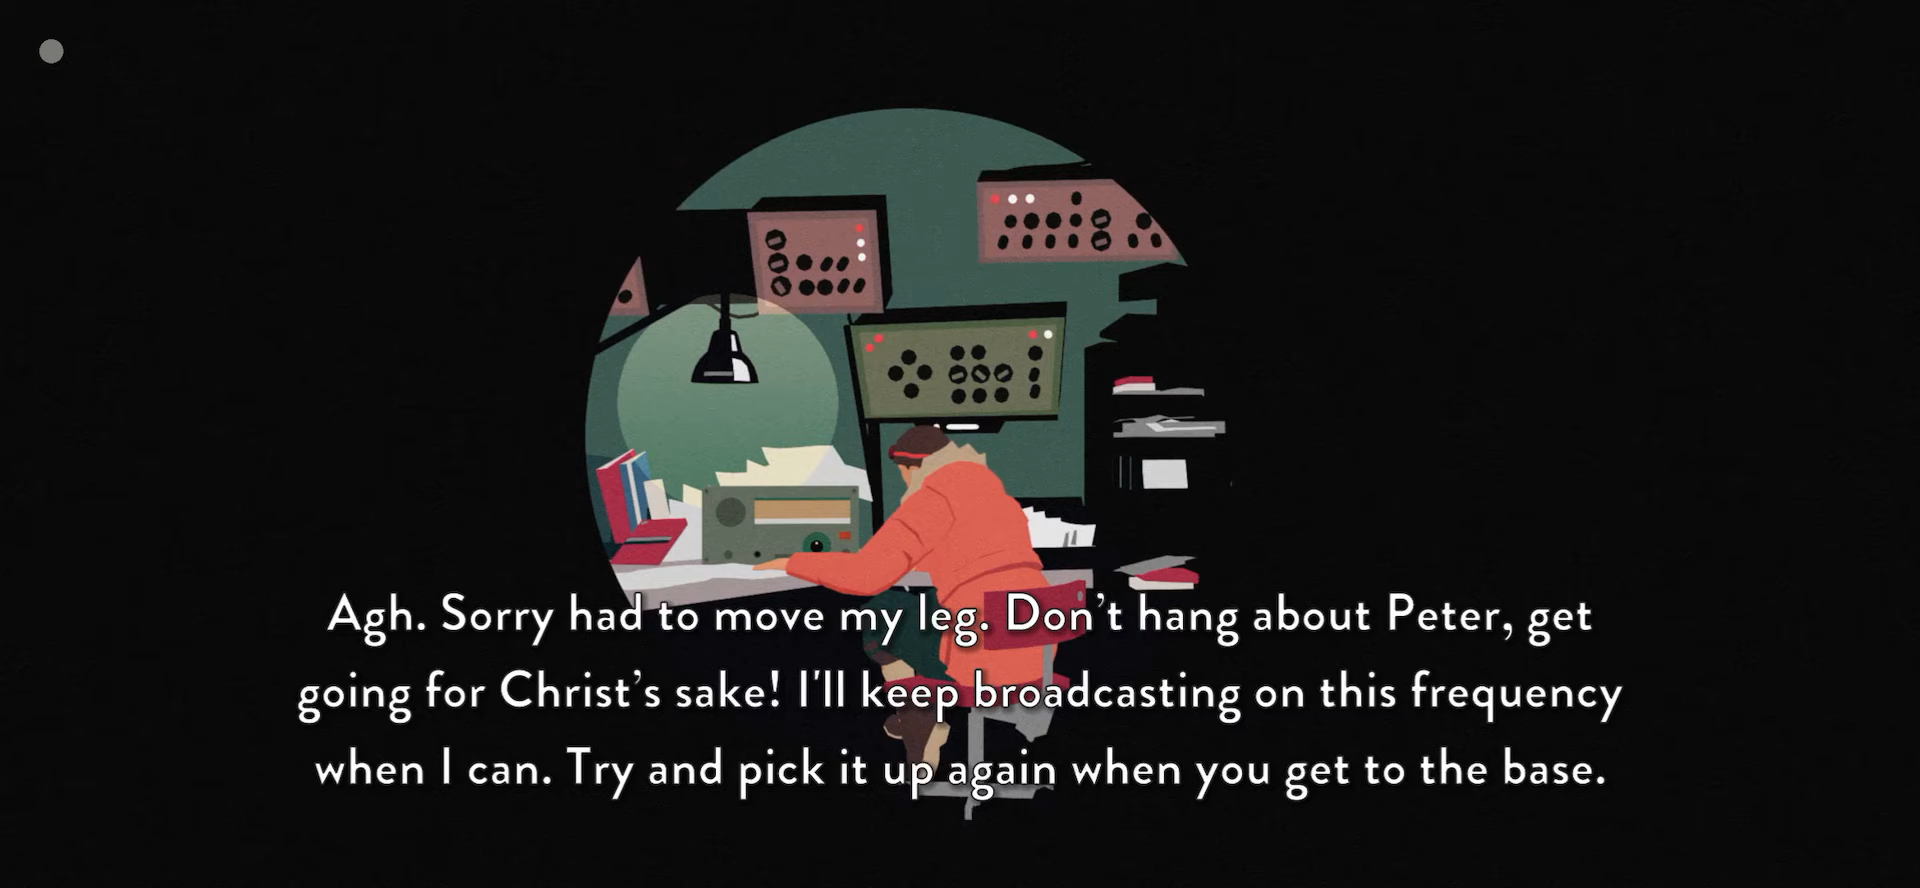 Agh. Sorry had to move my leg. Don’t hang about Peter, get
going for Christ’s sake! I'll keep broadcasting on this frequency
when I can. Try and pick it up again when you get to the base.